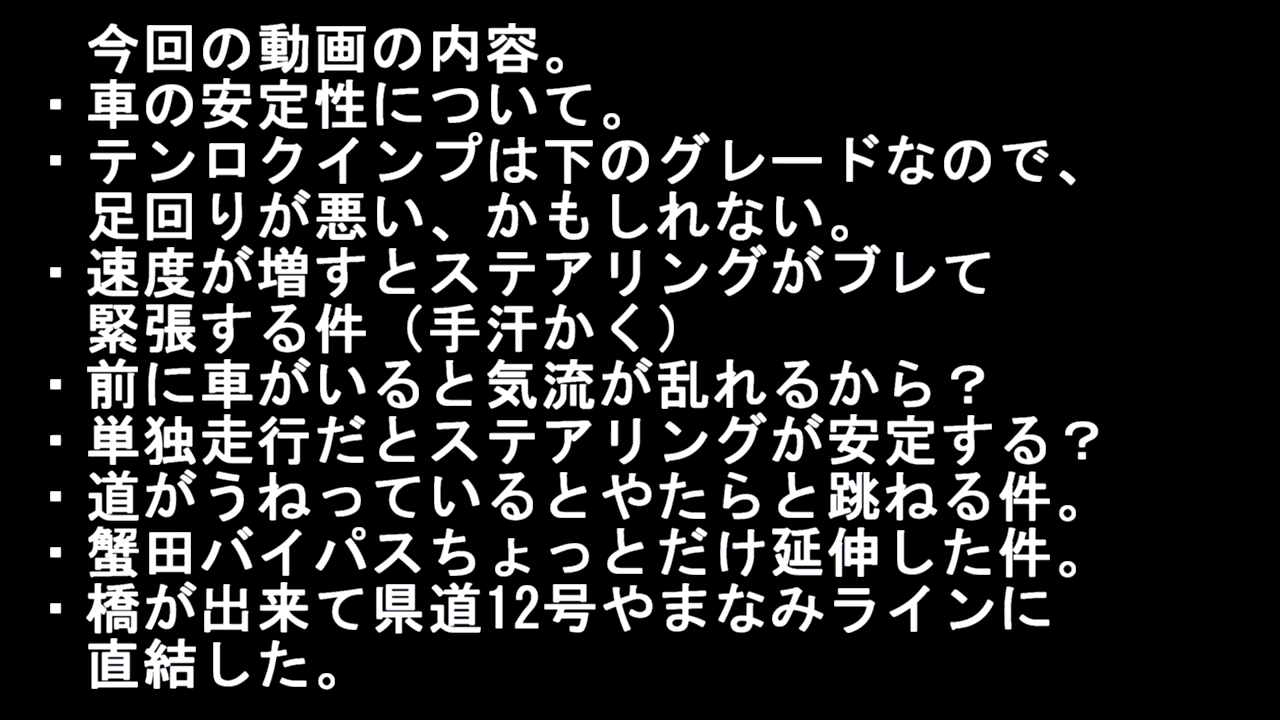 今回の動画の内容。
・車の安定性について。
・テンロクインプは下のグレードなので、
足回りが悪い、かもしれない。
・速度が増すとステアリングがブレて
緊張する件（手汗かく）
・前に車がいると気流が乱れるから？
・単独走行だとステアリングが安定する？
・道がうねっているとやたらと跳ねる件。
・蟹田バイパスちょっとだけ延伸した件。
・橋が出来て県道12号やまなみラインに
直結した。